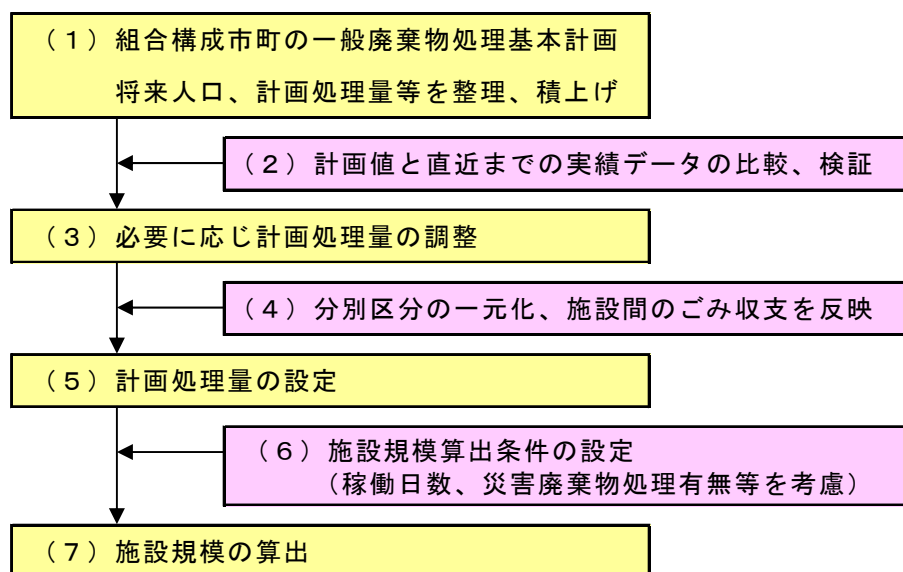 （１）組合構成市町の一般廃棄物処理基本計画
将来人口、計画処理量等を整理、積上げ
（２）計画値と直近までの実績データの比較、検証
（３）必要に応じ計画処理量の調整
（４）分別区分の一元化、施設間のごみ収支を反映
（５）計画処理量の設定
（６）施設規模算出条件の設定
（稼働日数、災害廃棄物処理有無等を考慮）
（７）施設規模の算出